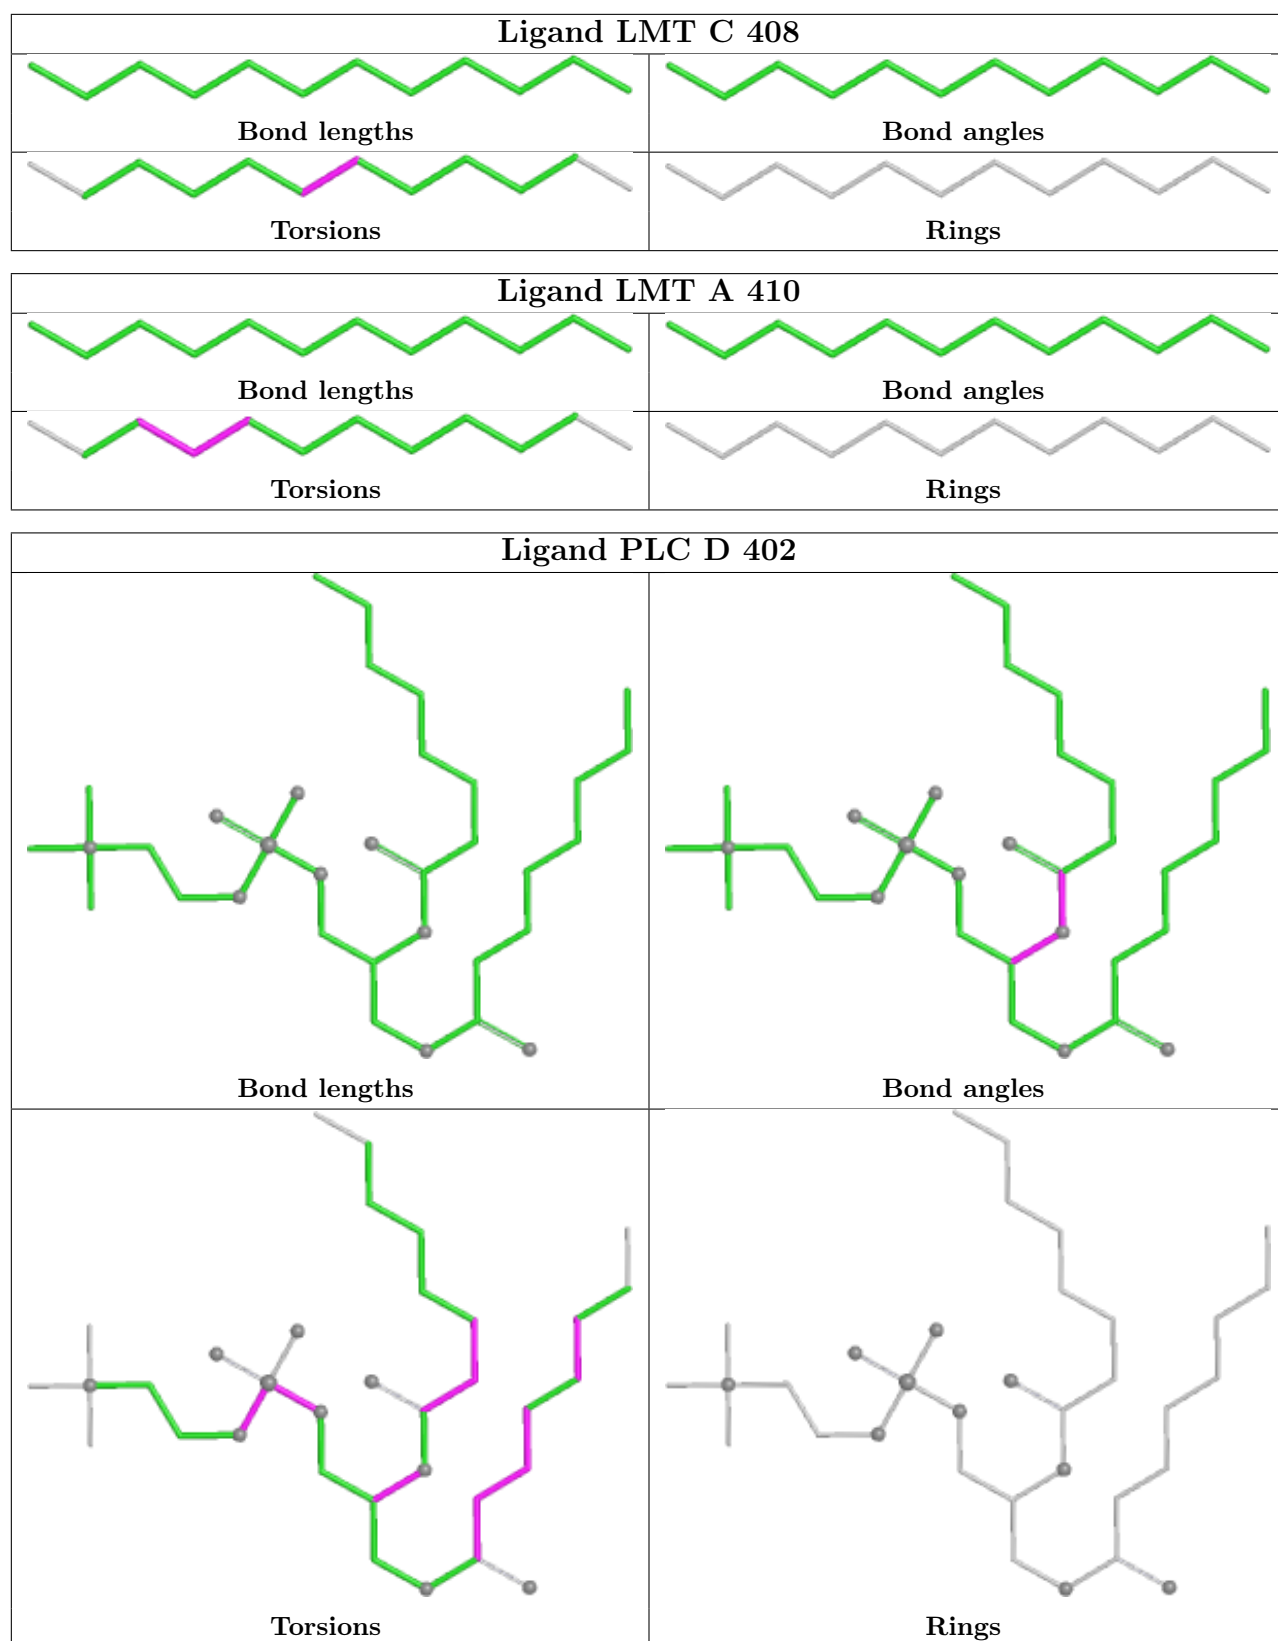 Ligand LMT C 408
Bond lengths
Bond angles
Torsions
Rings
Ligand LMT A 410
Bond lengths
Bond angles
Torsions
Rings
Ligand PLC D 402
Bond lengths
Bond angles
Torsions
Rings